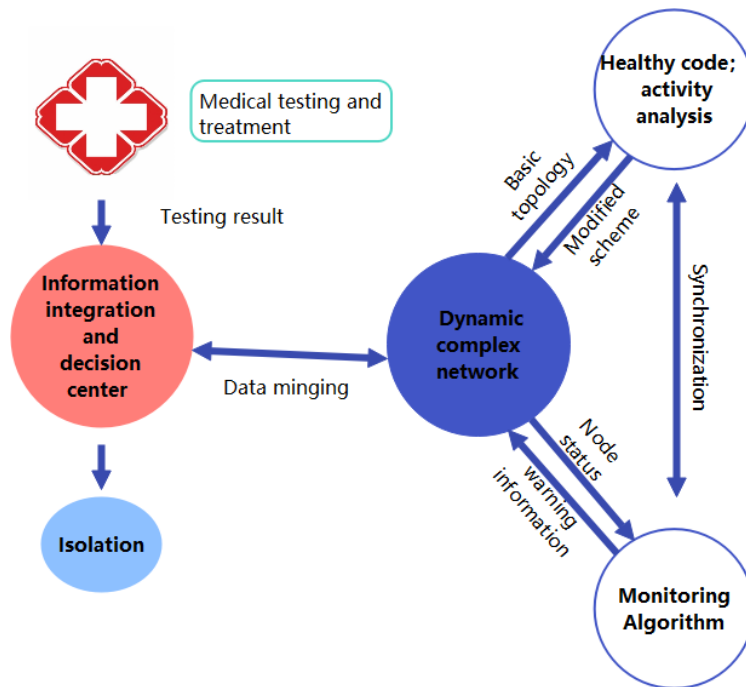 Medical testing and
treatment
Testing result
Information
integration
and
decision
center
Isolation
Data minging
Dynamic
complex
network
Basic
topology
Modified
scheme
Healthy code;
activity
analysis
Synchronization
Node
status
warning
information
Monitoring
Algorithm